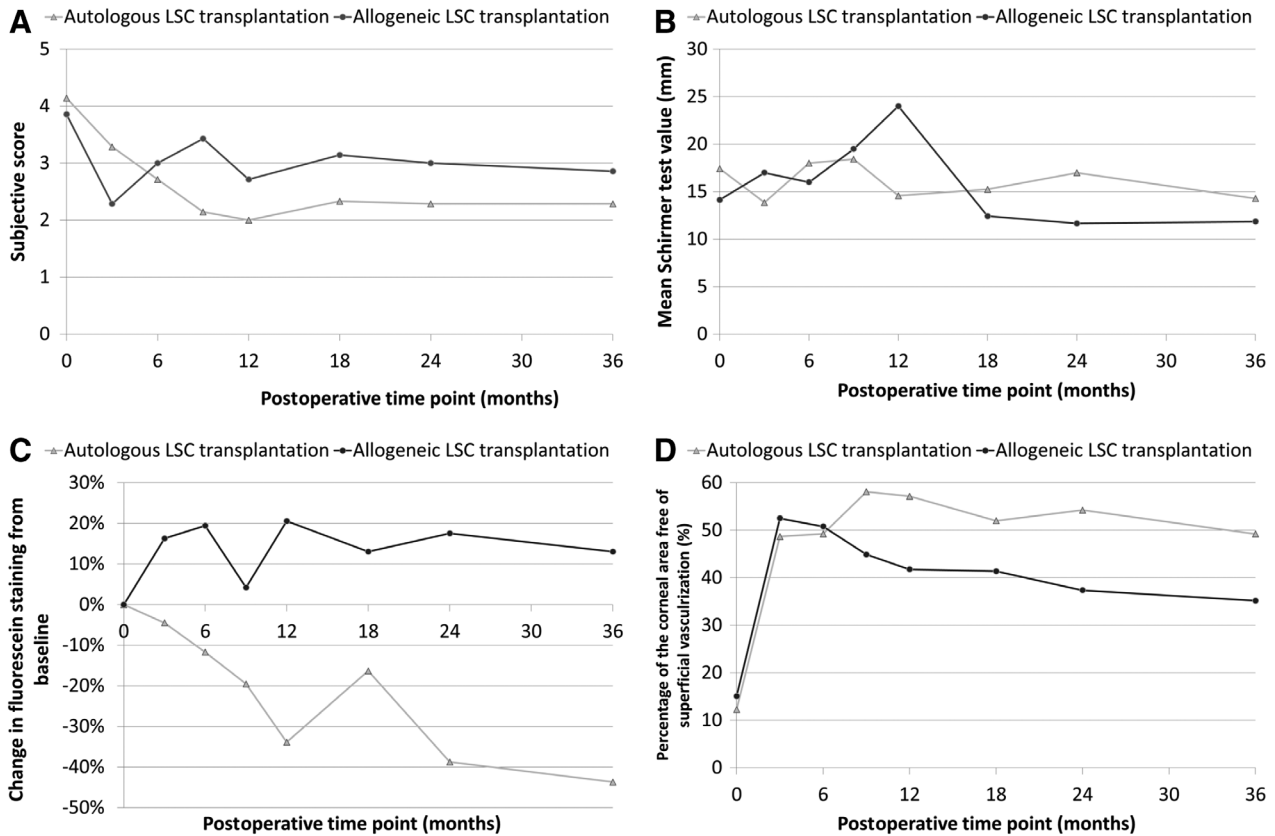 A
Autologous LSC transplantation Allogeneic LSC transplantation
5
4
3
2
1
0
Subjective score
0 6 12 18 24 30 36
Postoperative time point (months)
B
Autologous LSC transplantation Allogeneic LSC transplantation
30
25
20
15
10
5
0
Mean Schirmer test value (mm)
0 6 12 18 24 30 36
Postoperative time point (months)
C
Autologous LSC transplantation Allogeneic LSC transplantation
30%
20%
10%
0%
-10%
-20%
-30%
-40%
-50%
Change in fluorescein staining from
baseline
0 6 12 18 24 30 36
Postoperative time point (months)
D
Autologous LSC transplantation Allogeneic LSC transplantation
60
50
40
30
20
10
0
Percentage of the corneal area free of
superficial vasculrization (%)
0 6 12 18 24 30 36
Postoperative time point (months)